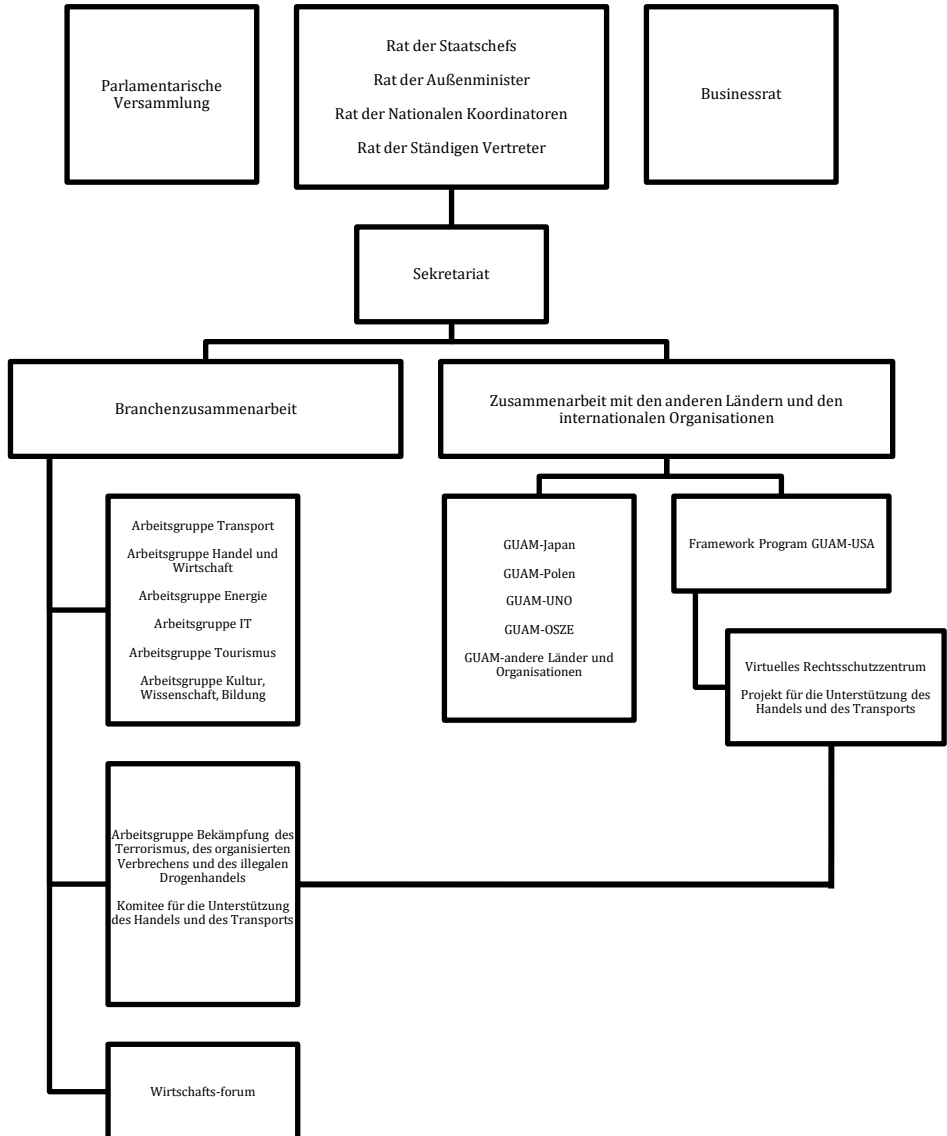 Parlamentarische
Versammlung
Rat der Staatschefs
Rat der Außenminister
Rat der Nationalen Koordinatoren
Rat der Ständigen Vertreter
Businessrat
Sekretariat
Branchenzusammenarbeit
Zusammenarbeit mit den anderen Ländern und den
internationalen Organisationen
Arbeitsgruppe Transport
Arbeitsgruppe Handel und
Wirtschaft
Arbeitsgruppe Energie
Arbeitsgruppe IT
Arbeitsgruppe Tourismus
Arbeitsgruppe Kultur,
Wissenschaft, Bildung
GUAM-Japan
GUAM-Polen
GUAM-UNO
GUAM-OSZE
GUAM-andere Länder und
Organisationen
Framework Program GUAM-USA
Virtuelles Rechtsschutzzentrum
Projekt für die Unterstützung des
Handels und des Transports
Arbeitsgruppe Bekämpfung des
Terrorismus, des organisierten
Verbrechens und des illegalen
Drogenhandels
Komitee für die Unterstützung
des Handels und des Transports
Wirtschafts-forum